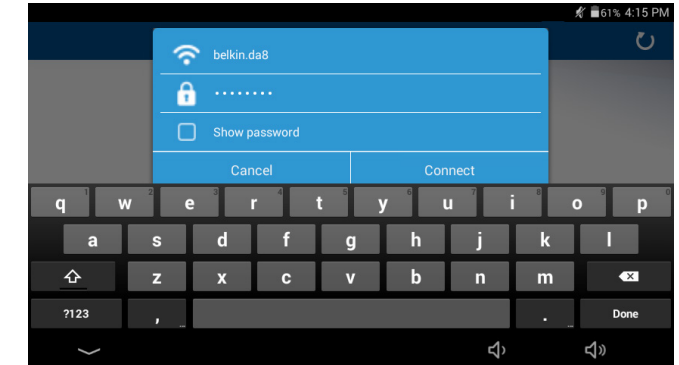 61% 4:15 PM
belkin.da8
········
Show password
Cancel Connect
q 1 w 2 e 3 r 4 t 5 y 6 u 7 i 8 o 9 p 0
a s d f g h j k l
z x c v b n m
?123 , ... . ... Done